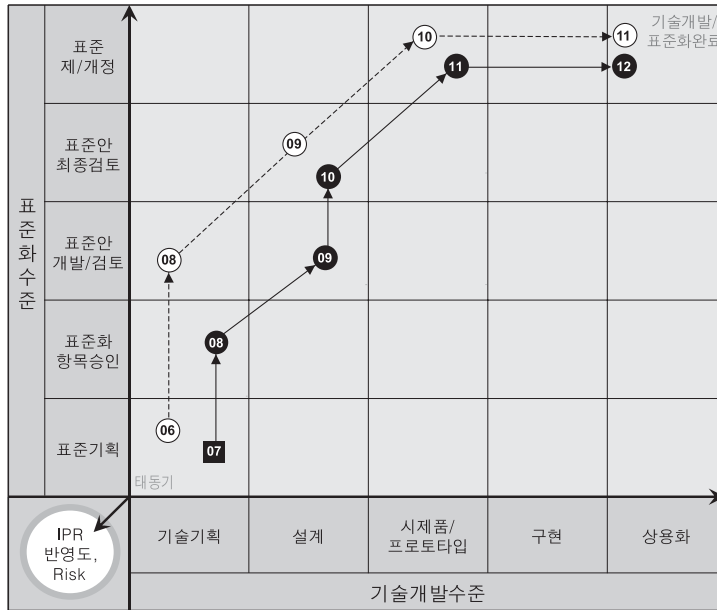 표준
제/개정
표준안
최종검토
표준안
개발/검토
표준화
항목승인
표준기획
표준화수준
10
11
기술개발/
표준화완료
11
12
09
10
08
09
08
06
07
태동기
IPR
반영도,
Risk
기술기획
설계
시제품/
프로토타입
구현
상용화
기술개발수준